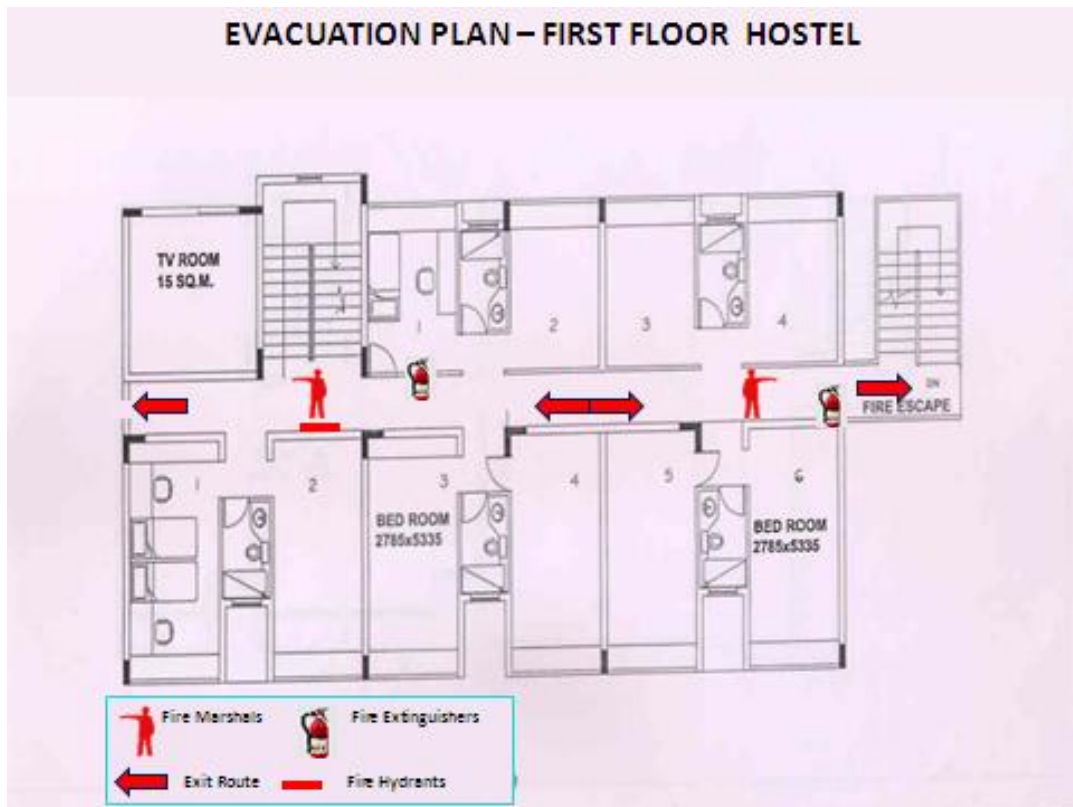 EVACUATION PLAN – FIRST FLOOR HOSTEL
TV ROOM
15 SQ.M.
1
2
3
4
DN
FIRE ESCAPE
1
2
3
4
5
6
BED ROOM
2785x5335
BED ROOM
2785x5335
Fire Marshals
Fire Extinguishers
Exit Route
Fire Hydrants